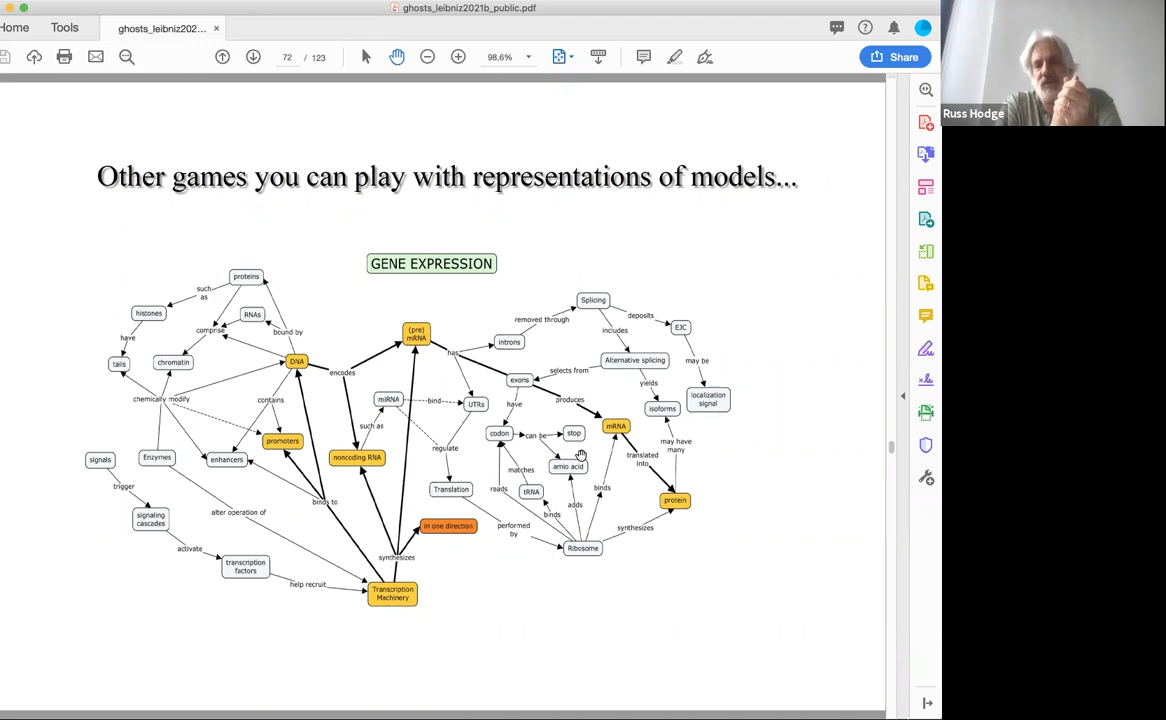 ghosts_leibniz2021b_public.pdf
Home
Tools
ghosts_leibniz202...
×
?
72 / 123
98,6%
Share
Russ Hodge
Other games you can play with representations of models...
GENE EXPRESSION
proteins
such
as
histones
RNAs
comprise
bound by
have
tails
chromatin
DNA
chemically modify
contains
promoters
signals
Enzymes
enhancers
trigger
signaling
cascades
alter operation of
binds to
activate
transcription
factors
help recruit
Transcription
Machinery
synthesizes
in one direction
(pre)
mRNA
encodes
miRNA
bind
UTRs
such as
noncoding RNA
regulate
Translation
performed
by
has
introns
removed through
Splicing
deposits
EJC
includes
Alternative splicing
may be
localization
signal
selects from
exons
yields
isoforms
have
produces
mRNA
codon
can be
stop
amio acid
translated
into
may have
many
matches
reads
tRNA
binds
adds
binds
protein
synthesizes
Ribosome